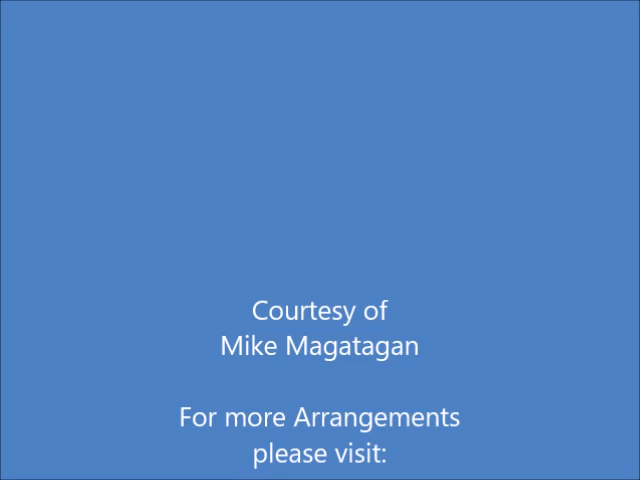 Courtesy of
Mike Magatagan
For more Arrangements
please visit: